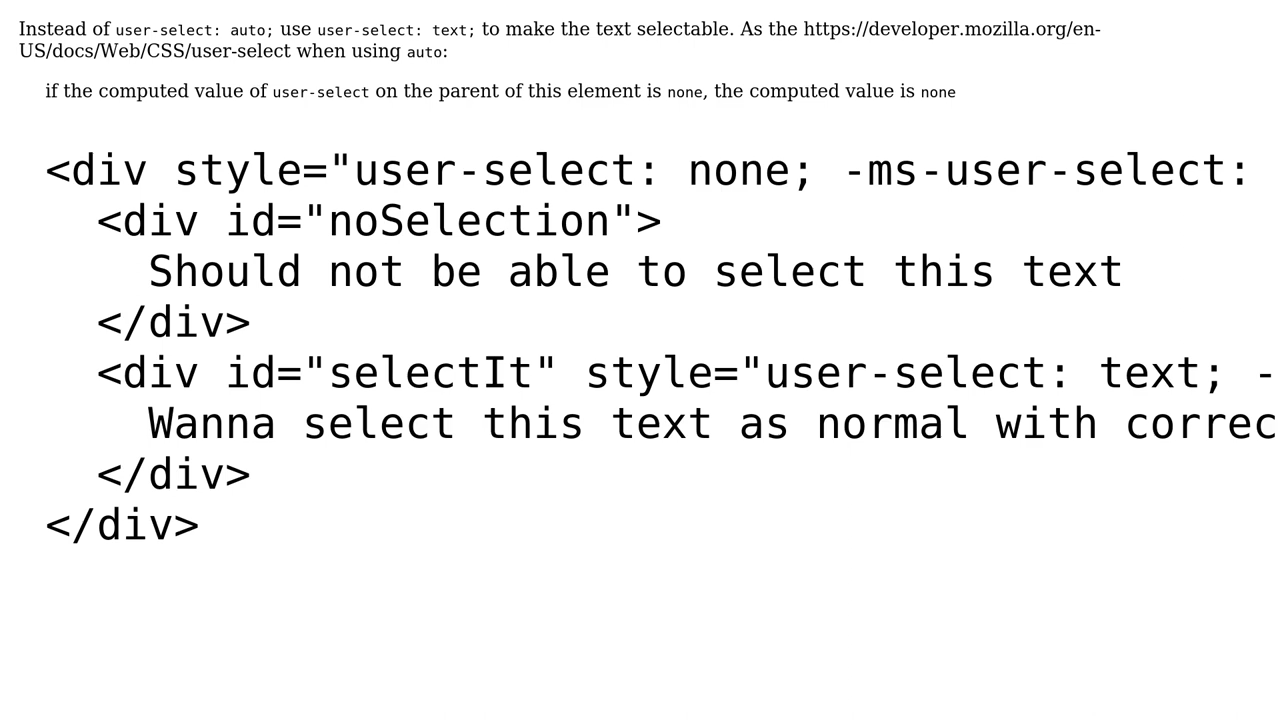 Instead of user-select: auto; use user-select: text; to make the text selectable. As the https://developer.mozilla.org/en-
US/docs/Web/CSS/user-select when using auto:
if the computed value of user-select on the parent of this element is none, the computed value is none
<div style="user-select: none; -ms-user-select:
<div id="noSelection">
Should not be able to select this text
</div>
<div id="selectIt" style="user-select: text; -
Wanna select this text as normal with correc
</div>
</div>